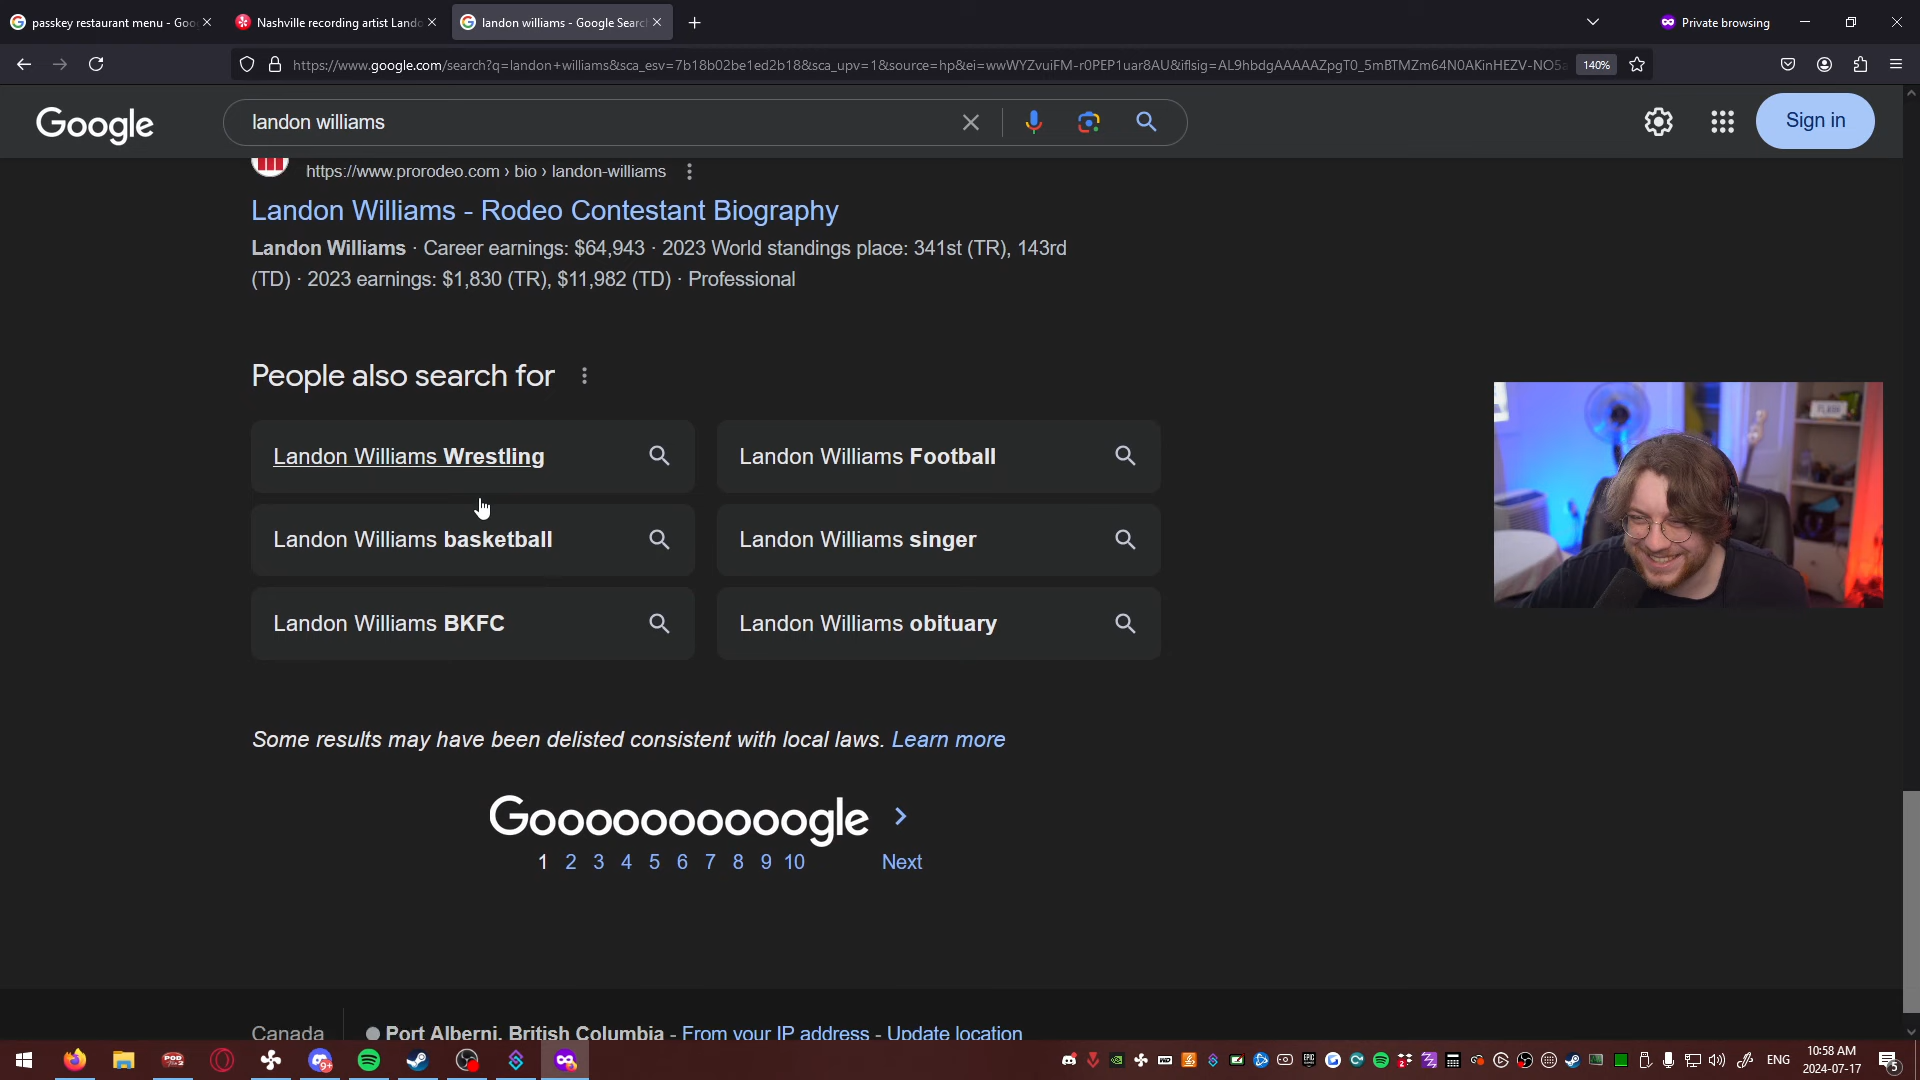 passkey restaurant menu - Goo
Nashville recording artist Lando
landon williams - Google Searc
Private browsing
https://www.google.com/search?q=landon+williams&sca_esv=7b18b02be1ed2b18&sca_upv=1&source=hp&ei=wwWYZvuiFM-r0PEP1uar8AU&iflsig=AL9hbdgAAAAAZpgT0_5mBTMZm64N0AKinHEZV-NO5a
140%
Google
landon williams
Sign in
https://www.prorodeo.com › bio › landon-williams
Landon Williams - Rodeo Contestant Biography
Landon Williams · Career earnings: $64,943 · 2023 World standings place: 341st (TR), 143rd
(TD) · 2023 earnings: $1,830 (TR), $11,982 (TD) · Professional
People also search for
Landon Williams Wrestling
Landon Williams Football
Landon Williams basketball
Landon Williams singer
Landon Williams BKFC
Landon Williams obituary
Some results may have been delisted consistent with local laws. Learn more
Goooooooooogle >
1 2 3 4 5 6 7 8 9 10 Next
Canada
Port Alberni, British Columbia - From your IP address - Update location
ENG
10:58 AM
2024-07-17
5